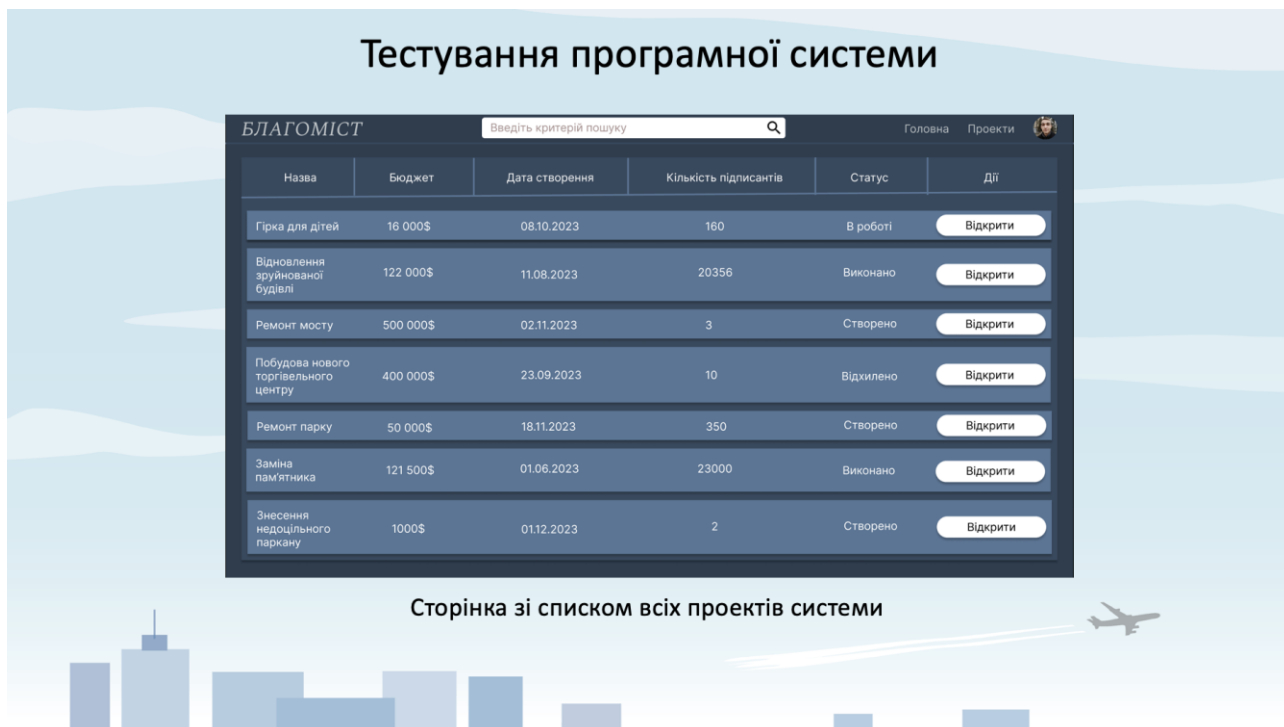 Тестування програмної системи
БЛАГОМІСТ
Введіть критерій пошуку
Головна Проекти
Назва Бюджет Дата створення Кількість підписантів Статус Дії
Гірка для дітей 16 000$ 08.10.2023 160 В роботі Відкрити
Відновлення
зруйнованої
будівлі
122 000$ 11.08.2023 20356 Виконано Відкрити
Ремонт мосту 500 000$ 02.11.2023 3 Створено Відкрити
Побудова нового
торгівельного
центру
400 000$ 23.09.2023 10 Відхилено Відкрити
Ремонт парку 50 000$ 18.11.2023 350 Створено Відкрити
Заміна
пам'ятника
121 500$ 01.06.2023 23000 Виконано Відкрити
Знесення
недоцільного
паркану
1000$ 01.12.2023 2 Створено Відкрити
Сторінка зі списком всіх проектів системи